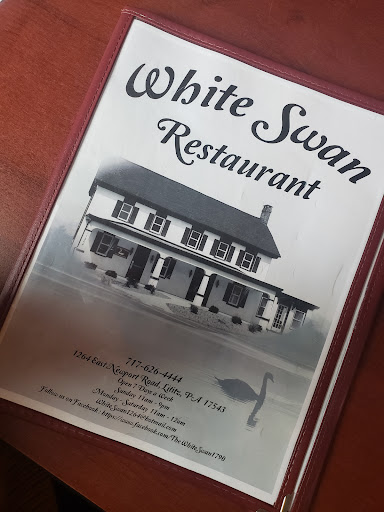 White Swan
Restaurant
717-626-4444
1264 East Newport Road, Lititz, PA 17543
Open 7 Days a Week
Sunday 11am - 9pm
Monday - Saturday 11am - 12am
WhiteSwan1264@hotmail.com
Follow us on Facebook: https://www.facebook.com/TheWhiteSwan1790